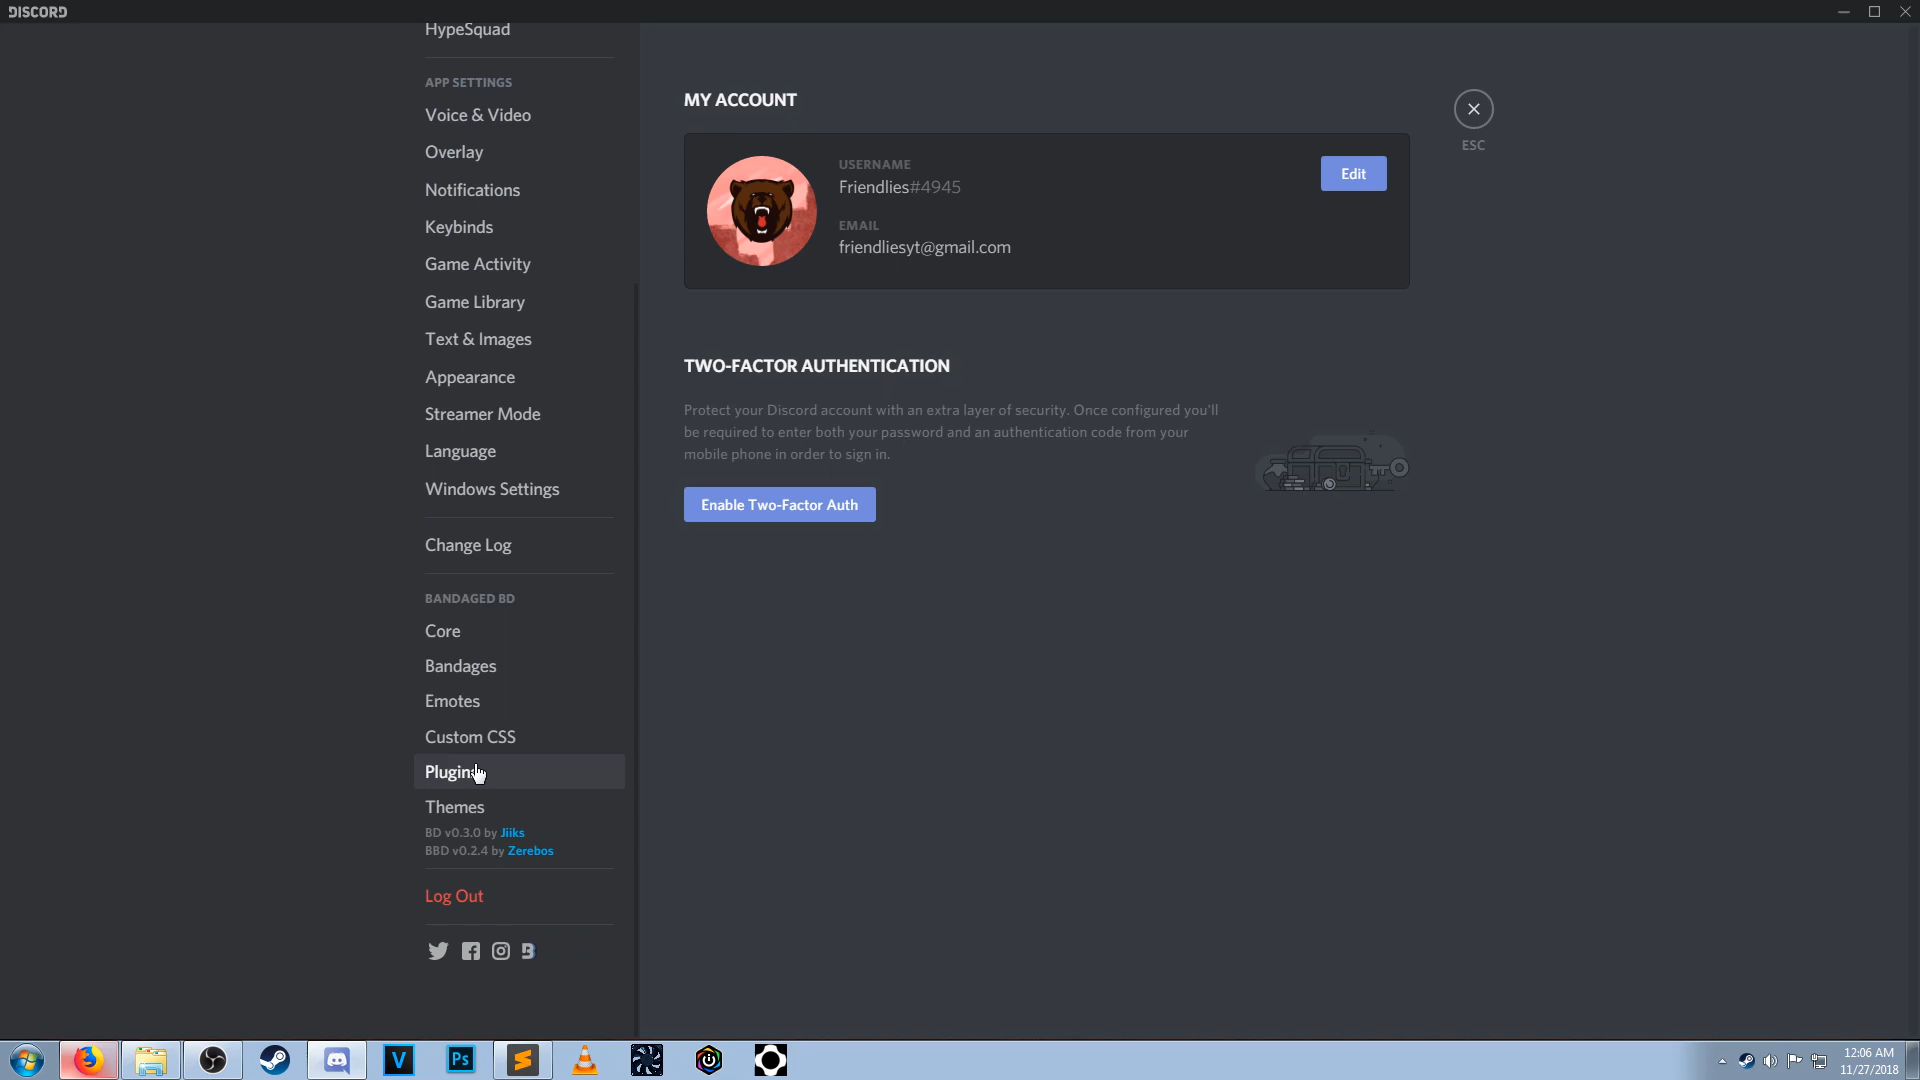 DISCORD
HypeSquad
APP SETTINGS
Voice & Video
Overlay
Notifications
Keybinds
Game Activity
Game Library
Text & Images
Appearance
Streamer Mode
Language
Windows Settings
Change Log
BANDAGED BD
Core
Bandages
Emotes
Custom CSS
Plugins
Themes
BD v0.3.0 by Jiiks
BBD v0.2.4 by Zerebos
Log Out
MY ACCOUNT
USERNAME
Friendlies#4945
EMAIL
friendliesyt@gmail.com
Edit
ESC
TWO-FACTOR AUTHENTICATION
Protect your Discord account with an extra layer of security. Once configured you'll
be required to enter both your password and an authentication code from your
mobile phone in order to sign in.
Enable Two-Factor Auth
V
Ps
12:06 AM
11/27/2018